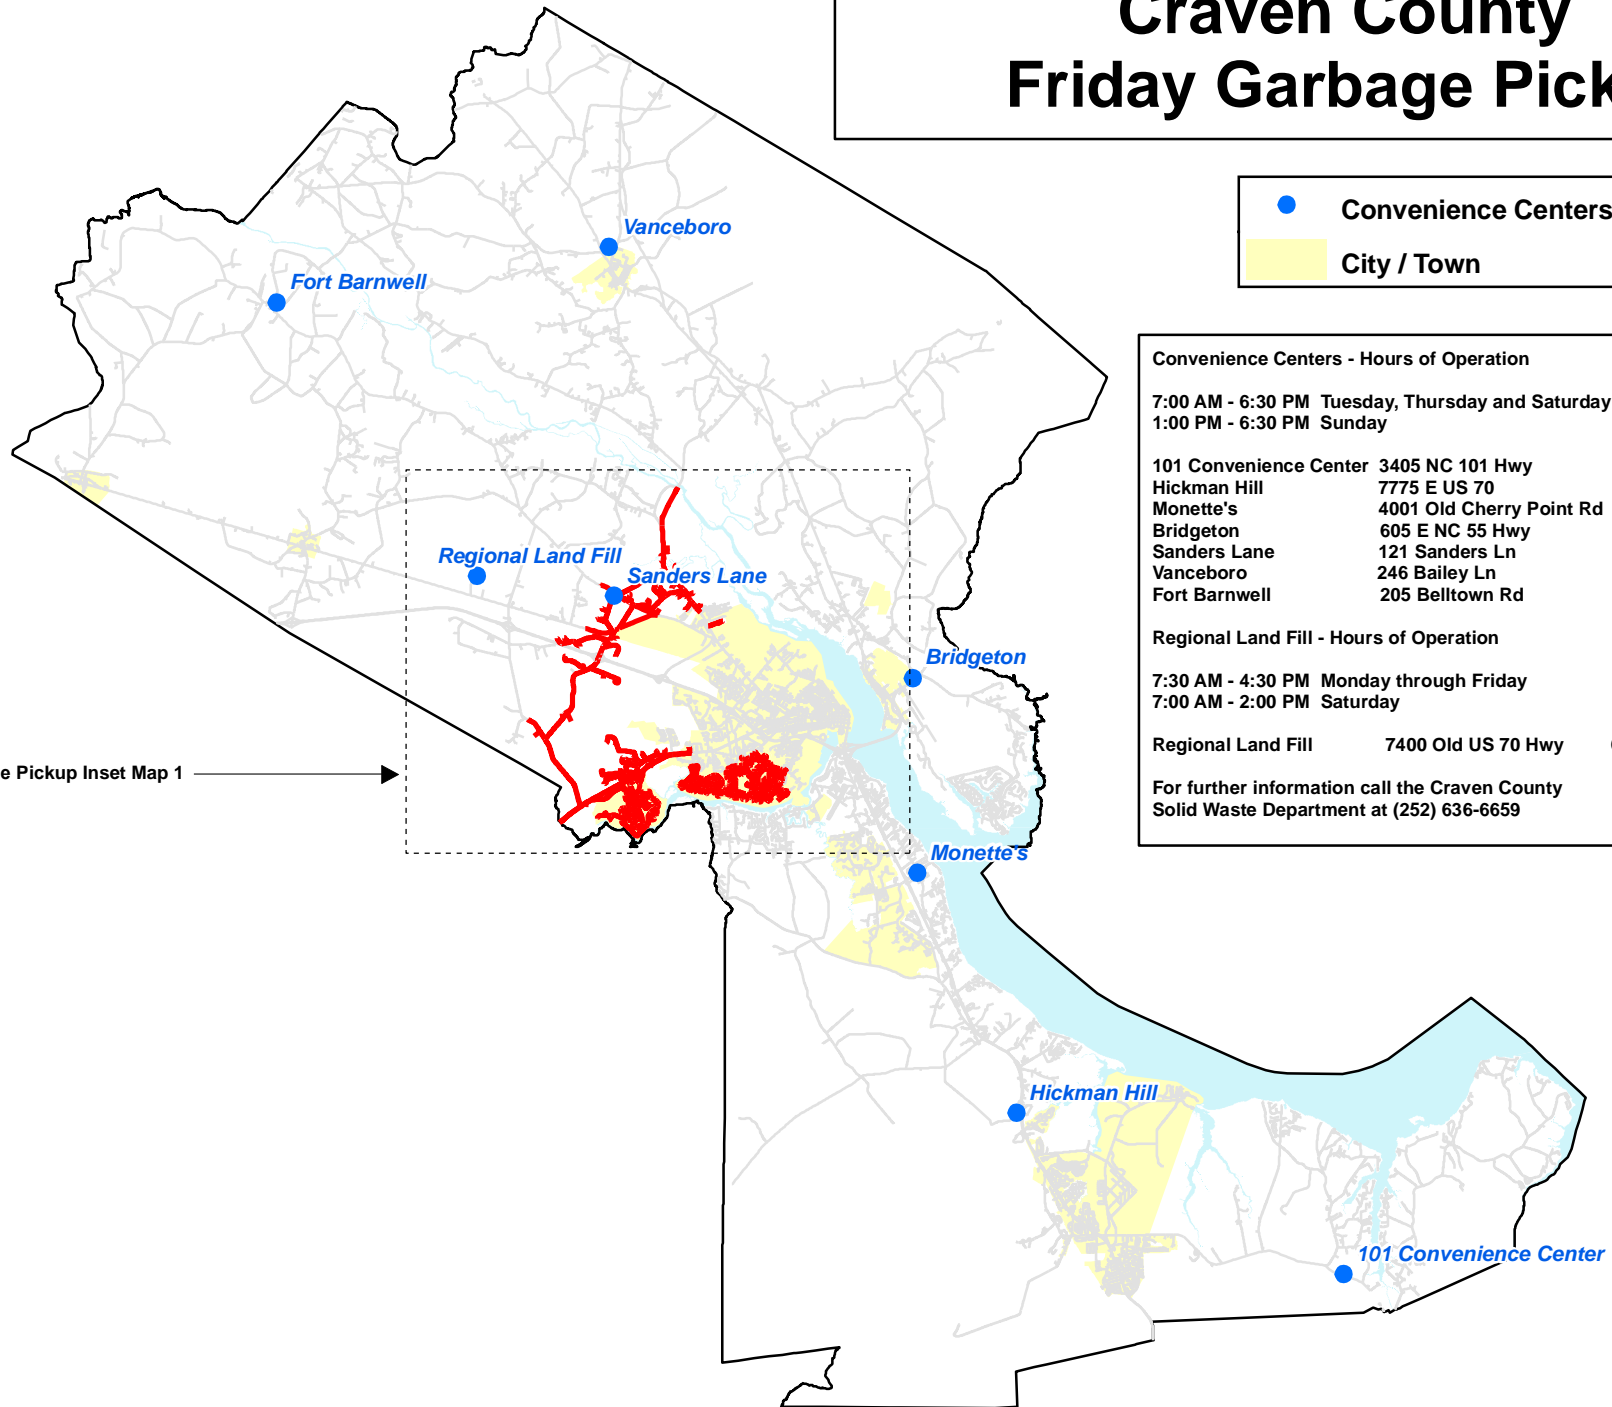 Craven County
Friday Garbage Pick
Convenience Centers
City / Town
Vanceboro
Fort Barnwell
Convenience Centers - Hours of Operation
7:00 AM - 6:30 PM Tuesday, Thursday and Saturday
1:00 PM - 6:30 PM Sunday
101 Convenience Center 3405 NC 101 Hwy
Hickman Hill 7775 E US 70
Monette's 4001 Old Cherry Point Rd
Bridgeton 605 E NC 55 Hwy
Sanders Lane 121 Sanders Ln
Vanceboro 246 Bailey Ln
Fort Barnwell 205 Belltown Rd
Regional Land Fill - Hours of Operation
7:30 AM - 4:30 PM Monday through Friday
7:00 AM - 2:00 PM Saturday
Regional Land Fill 7400 Old US 70 Hwy
For further information call the Craven County
Solid Waste Department at (252) 636-6659
Regional Land Fill
Sanders Lane
Bridgeton
e Pickup Inset Map 1
Monette's
Hickman Hill
101 Convenience Center